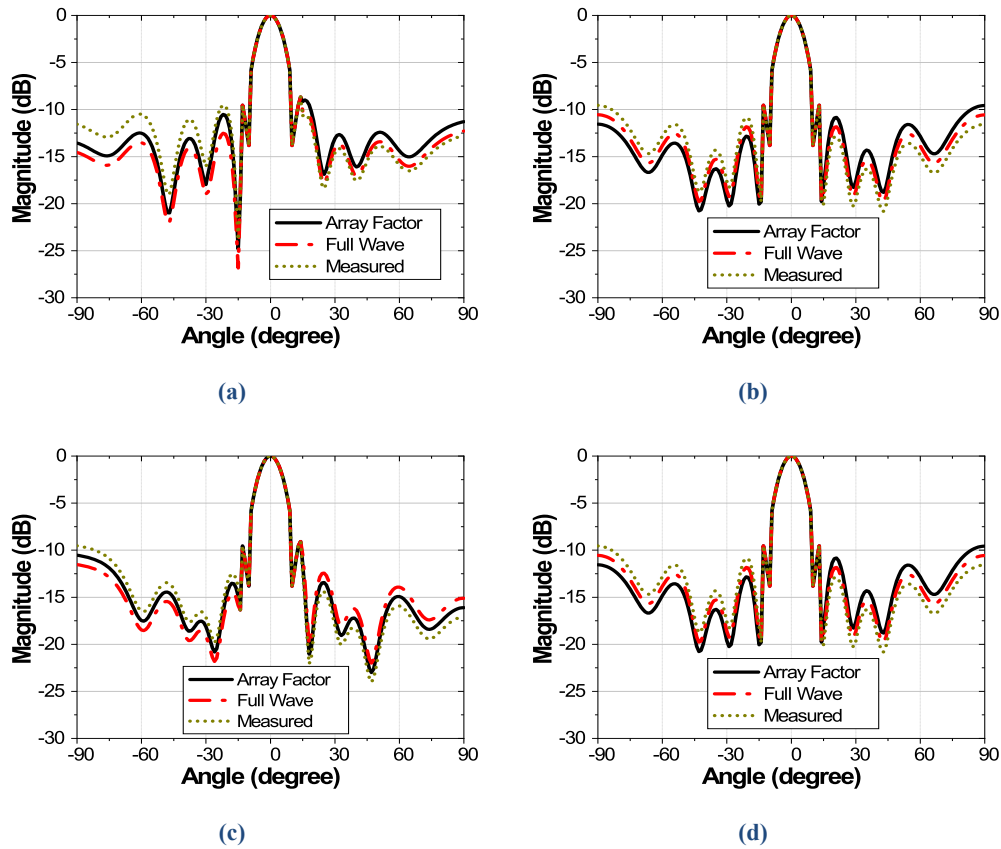 0
-5
-10
-15
-20
-25
-30
Magnitude (dB)
-90 -60 -30 0 30 60 90
Angle (degree)
Array Factor
Full Wave
Measured
(a)
0
-5
-10
-15
-20
-25
-30
Magnitude (dB)
-90 -60 -30 0 30 60 90
Angle (degree)
Array Factor
Full Wave
Measured
(b)
0
-5
-10
-15
-20
-25
-30
Magnitude (dB)
-90 -60 -30 0 30 60 90
Angle (degree)
Array Factor
Full Wave
Measured
(c)
0
-5
-10
-15
-20
-25
-30
Magnitude (dB)
-90 -60 -30 0 30 60 90
Angle (degree)
Array Factor
Full Wave
Measured
(d)